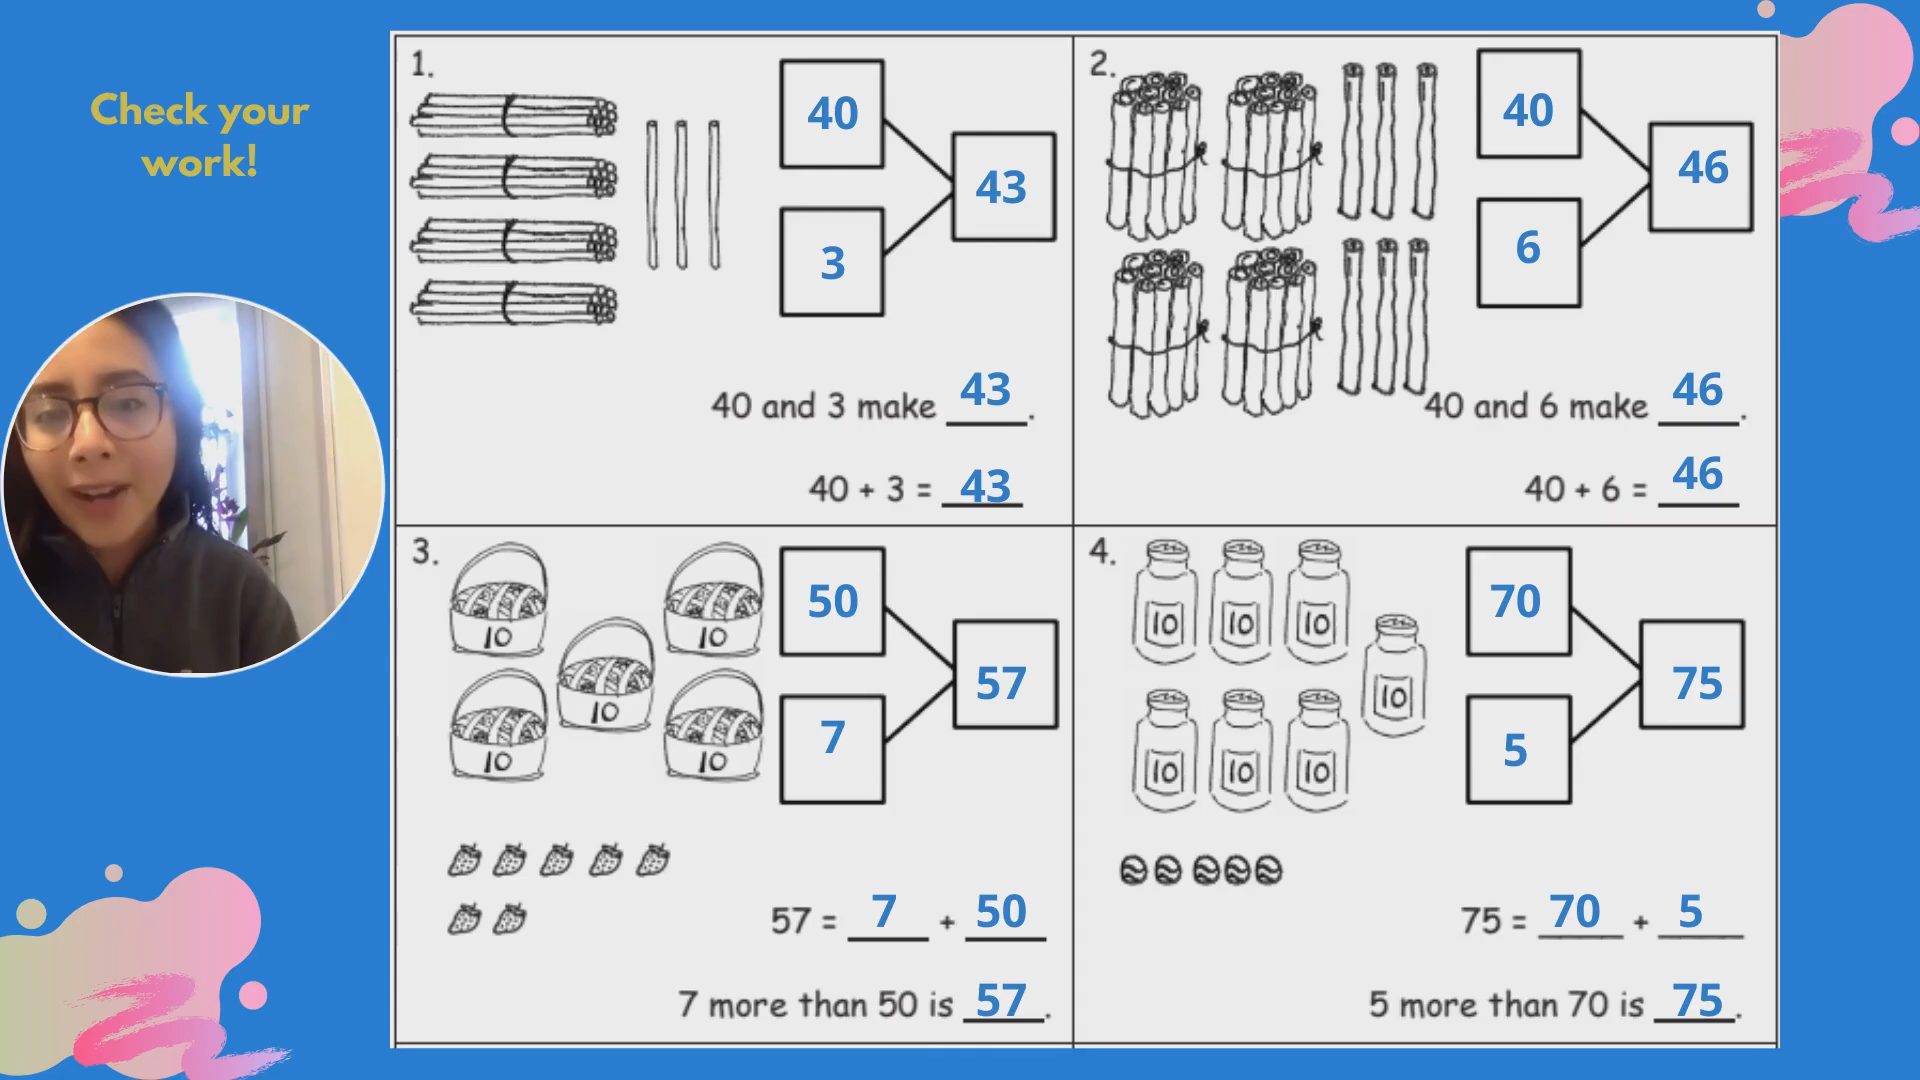 Check your
work!
1.
40
3
43
40 and 3 make 43.
40 + 3 = 43
2.
40
6
46
40 and 6 make 46.
40 + 6 = 46
3.
10
10
10
10
10
50
7
57
57 = 7 + 50
7 more than 50 is 57.
4.
10 10 10
10
10 10 10
70
5
75
75 = 70 + 5
5 more than 70 is 75.